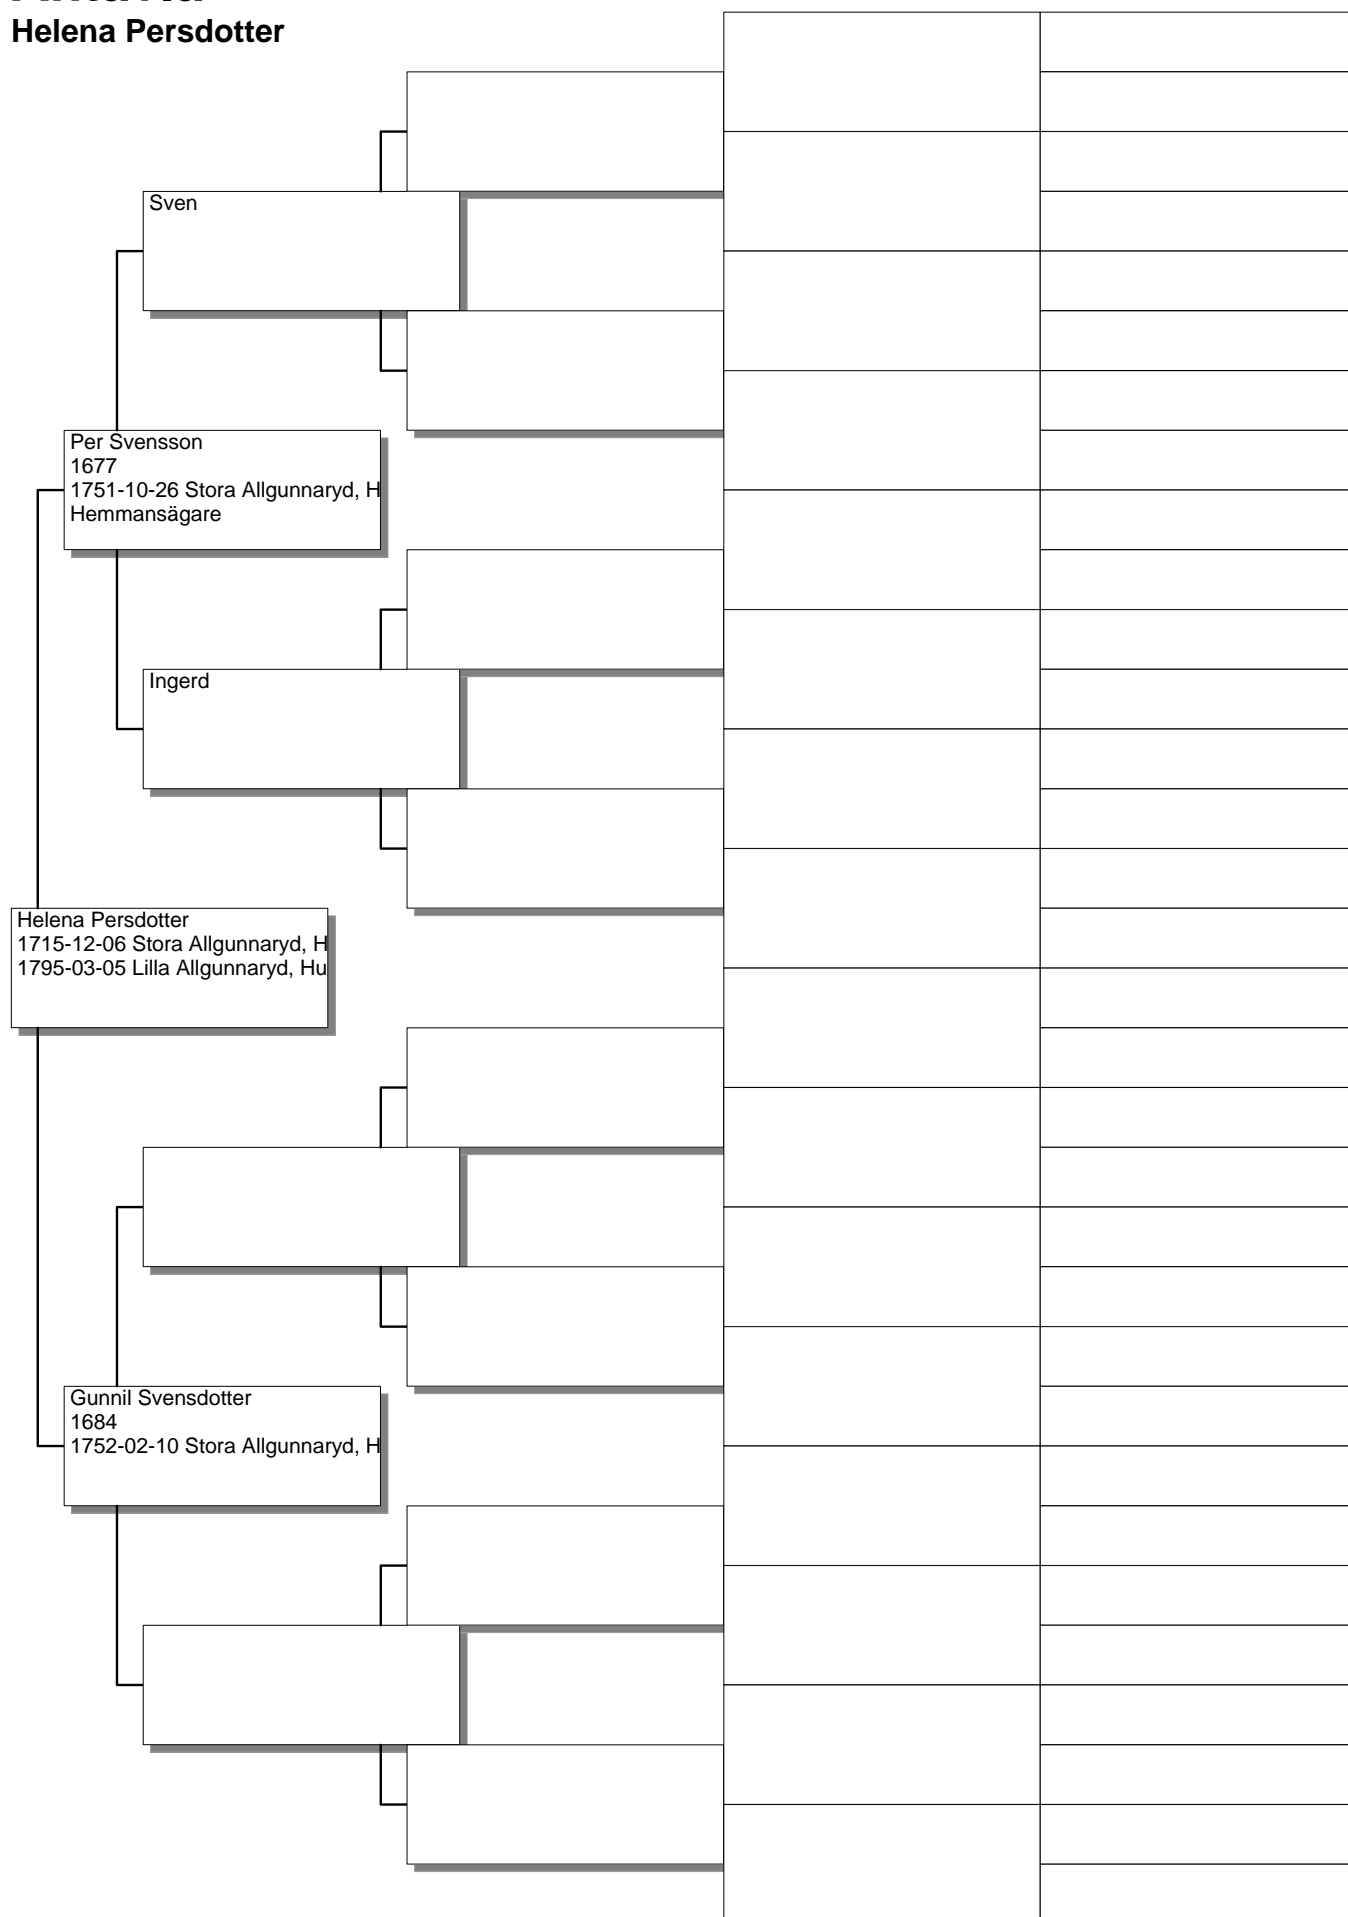 Helena Persdotter
Sven
Per Svensson
1677
1751-10-26 Stora Allgunnaryd, H
Hemmansägare
Ingerd
Helena Persdotter
1715-12-06 Stora Allgunnaryd, H
1795-03-05 Lilla Allgunnaryd, Hu
Gunnil Svensdotter
1684
1752-02-10 Stora Allgunnaryd, H